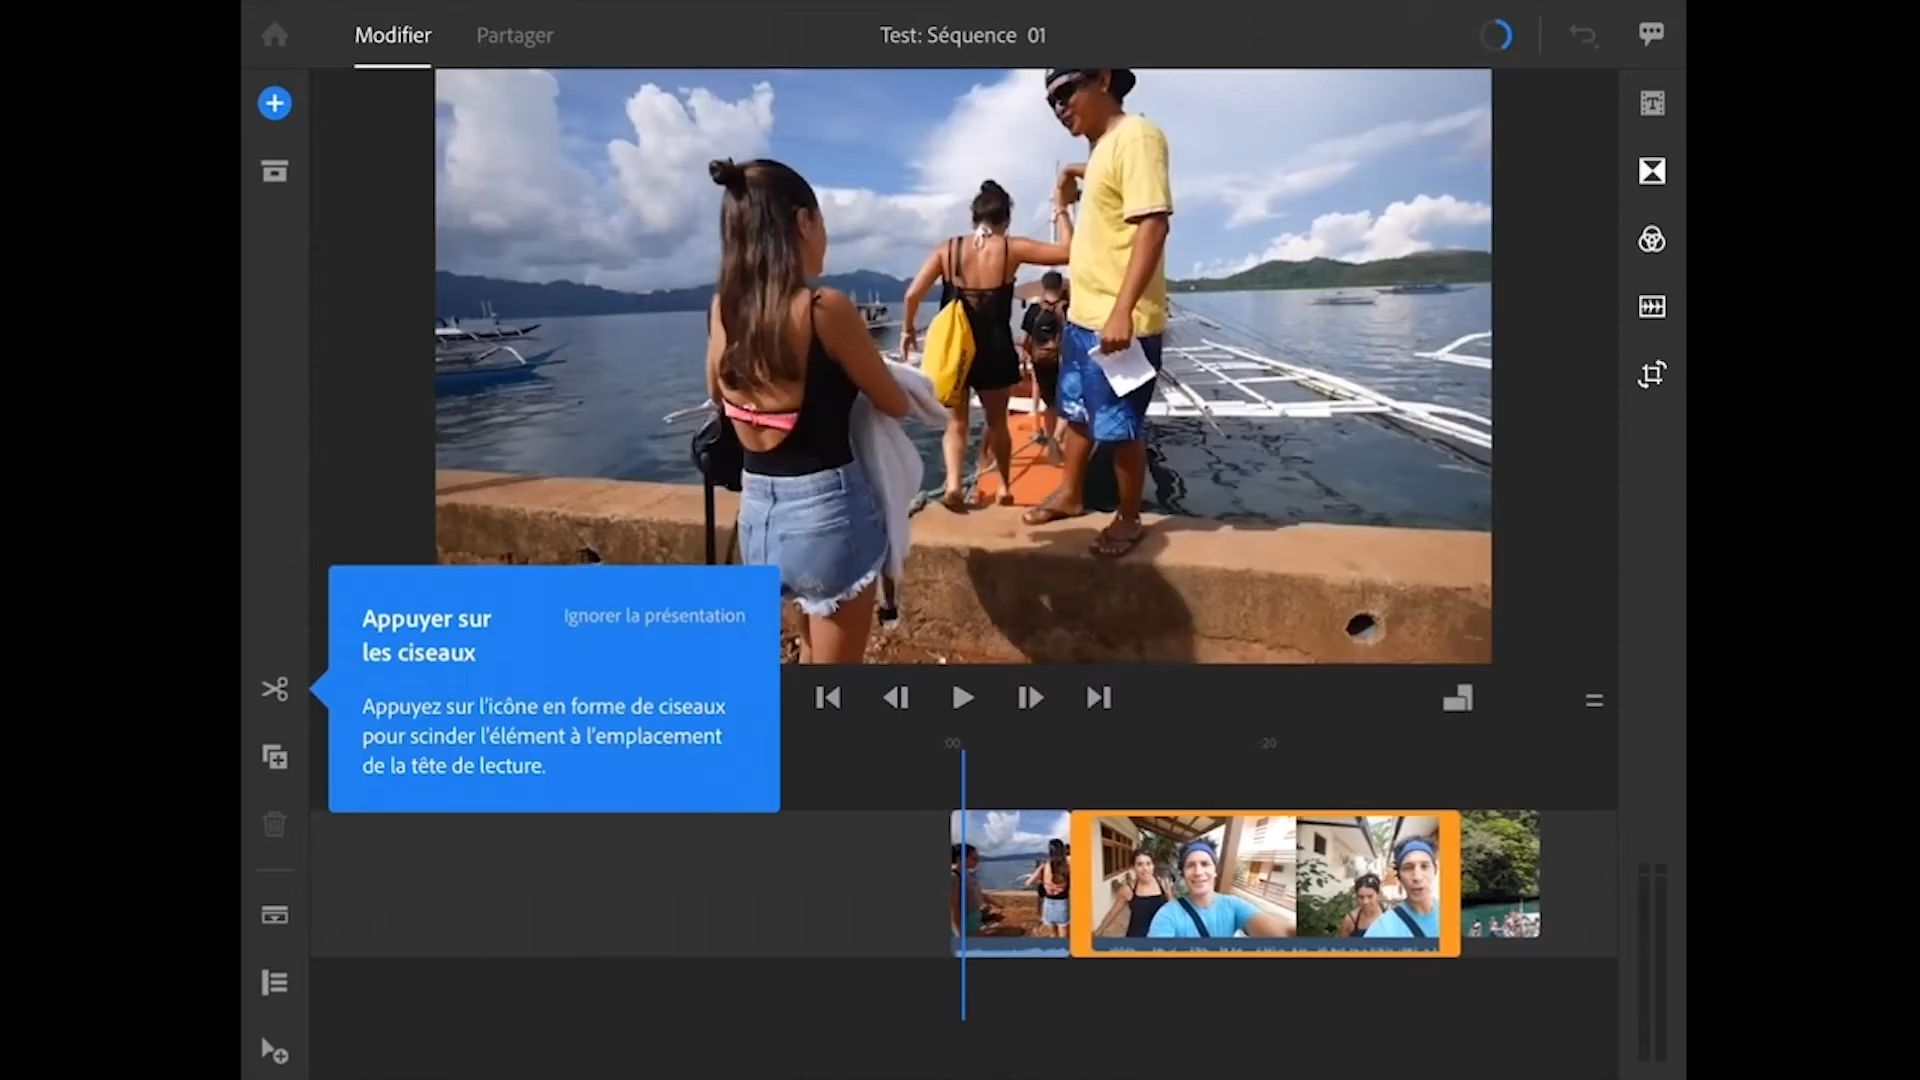 Modifier
Partager
Test: Séquence 01
Appuyer sur
les ciseaux
Ignorer la présentation
Appuyez sur l'icône en forme de ciseaux
pour scinder l'élément à l'emplacement
de la tête de lecture.
:00
:20